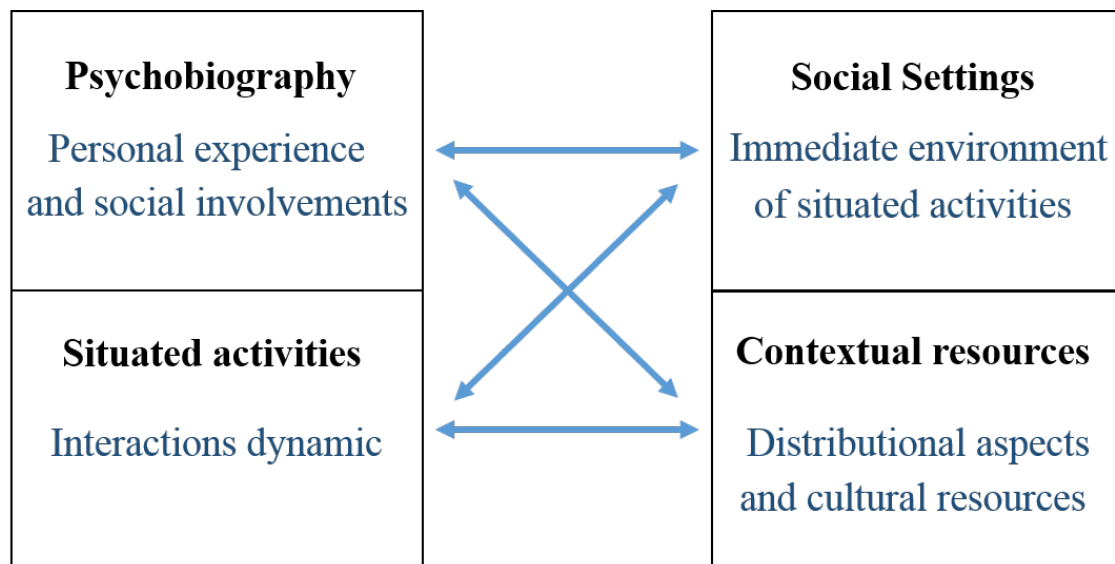 Psychobiography
Personal experience
and social involvements
Social Settings
Immediate environment
of situated activities
Situated activities
Interactions dynamic
Contextual resources
Distributional aspects
and cultural resources